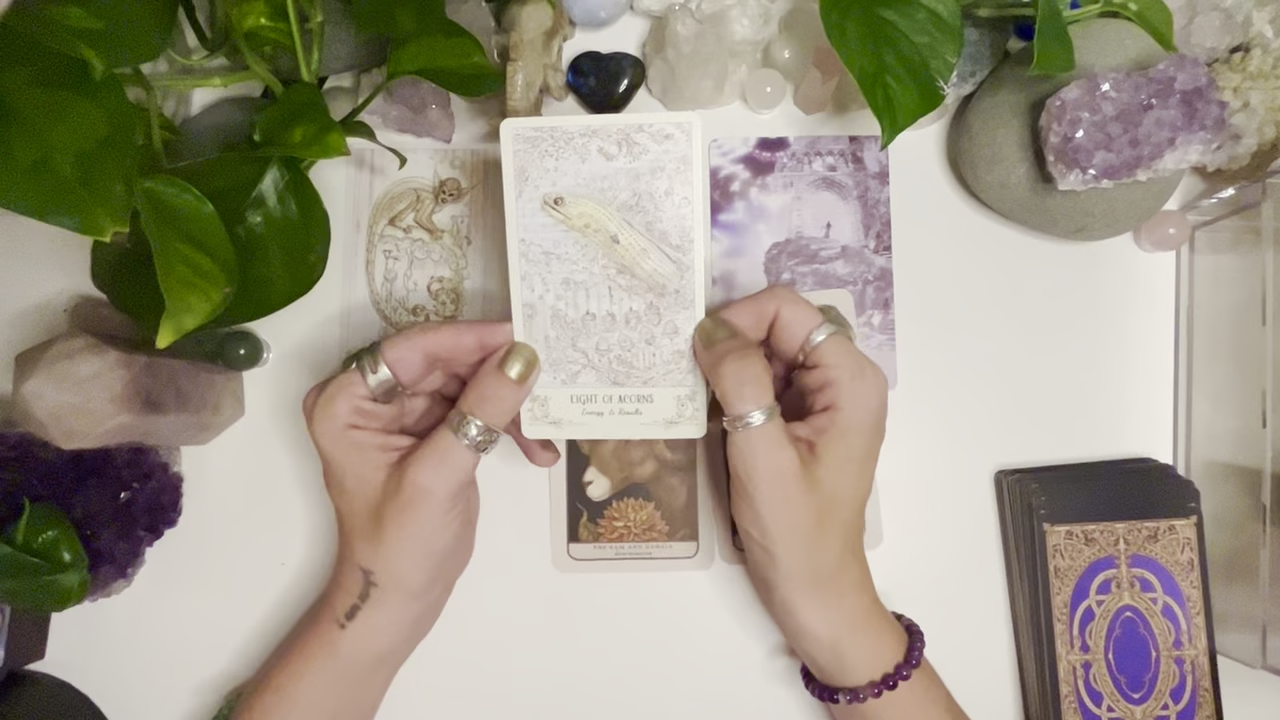 EIGHT OF ACORNS
Energy & Results
THE RAM AND DAHLIA